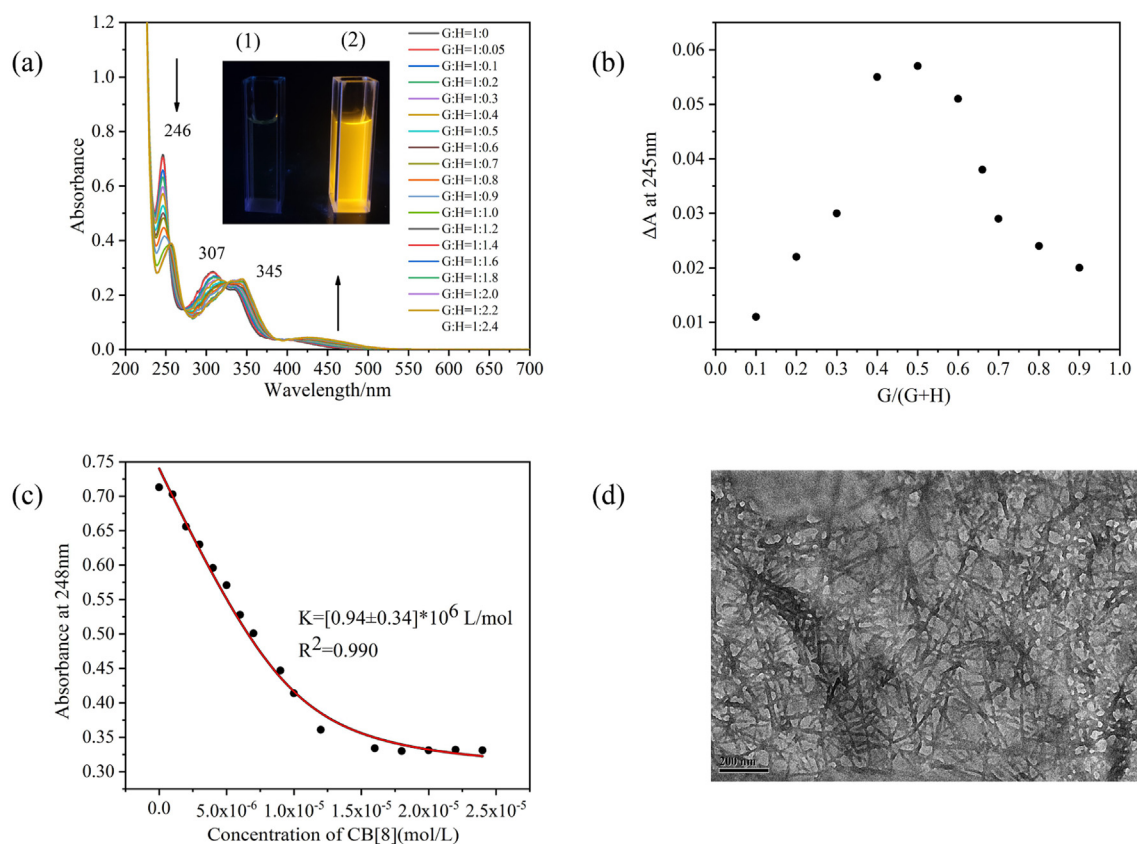 (a)
Absorbance
1.2
1.0
0.8
0.6
0.4
0.2
0.0
200 250 300 350 400 450 500 550 600 650 700
Wavelength/nm
246
307
345
(1) (2)
G:H=1:0
G:H=1:0.05
G:H=1:0.1
G:H=1:0.2
G:H=1:0.3
G:H=1:0.4
G:H=1:0.5
G:H=1:0.6
G:H=1:0.7
G:H=1:0.8
G:H=1:0.9
G:H=1:1.0
G:H=1:1.2
G:H=1:1.4
G:H=1:1.6
G:H=1:1.8
G:H=1:2.0
G:H=1:2.2
G:H=1:2.4
(b)
ΔA at 245nm
0.06
0.05
0.04
0.03
0.02
0.01
0.0 0.1 0.2 0.3 0.4 0.5 0.6 0.7 0.8 0.9 1.0
G/(G+H)
(c)
Absorbance at 248nm
0.75
0.70
0.65
0.60
0.55
0.50
0.45
0.40
0.35
0.30
K=[0.94±0.34]*10⁶ L/mol
R²=0.990
0.0 5.0x10⁻⁶ 1.0x10⁻⁵ 1.5x10⁻⁵ 2.0x10⁻⁵ 2.5x10⁻⁵
Concentration of CB[8](mol/L)
(d)
200 nm